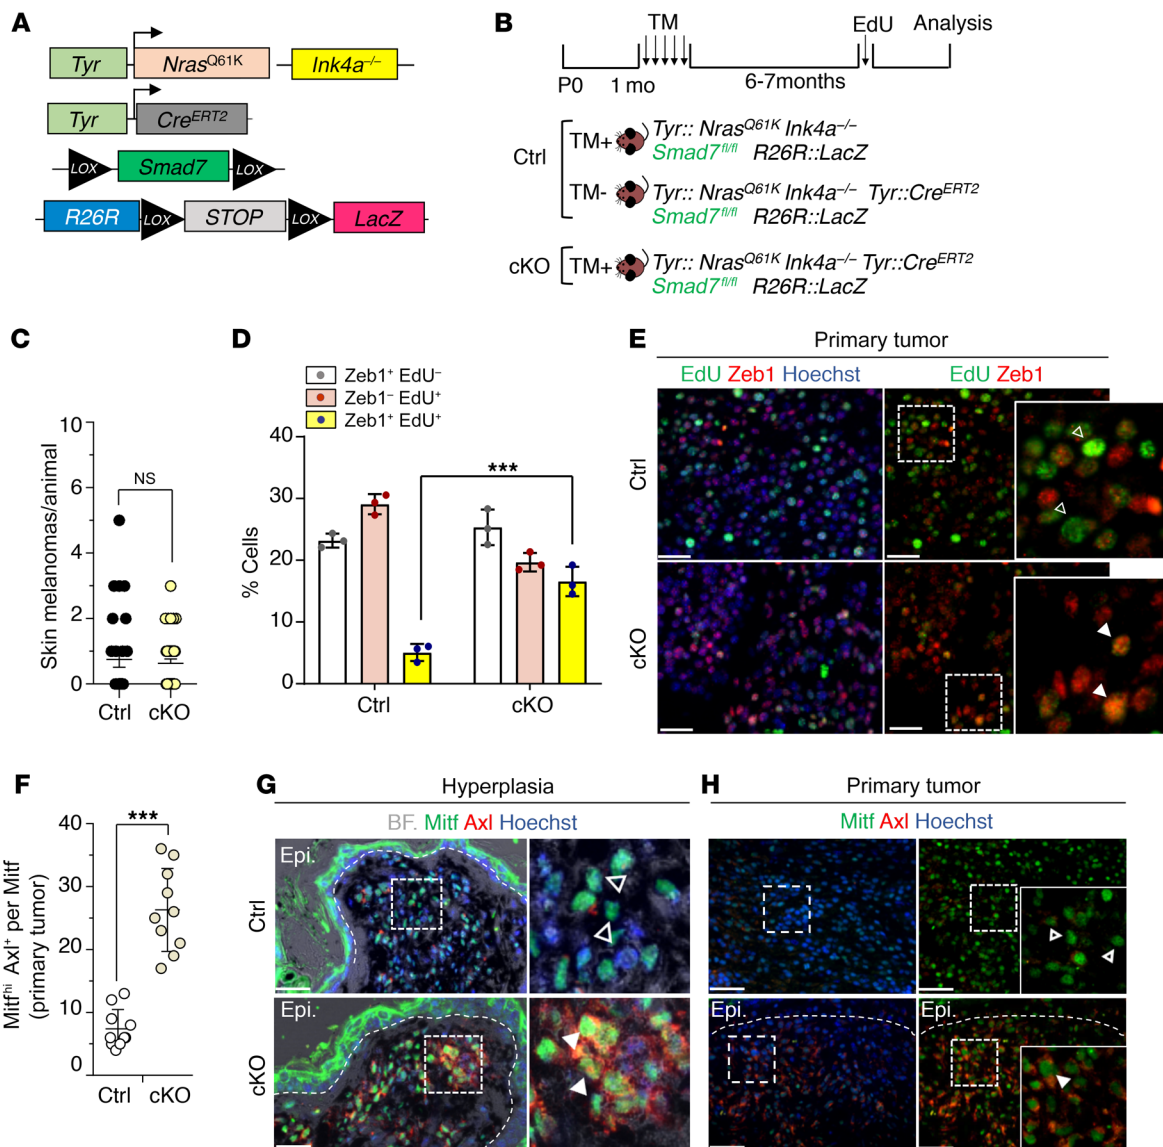 A
Tyr Nras^Q61K Ink4a^–/–
Tyr Cre^ERT2
LOX Smad7 LOX
R26R LOX STOP LOX LacZ
B
TM EdU Analysis
P0 1 mo 6-7months
Ctrl
TM+ Tyr:: Nras^Q61K Ink4a^–/–
Smad7^fl/fl R26R::LacZ
TM- Tyr:: Nras^Q61K Ink4a^–/– Tyr::Cre^ERT2
Smad7^fl/fl R26R::LacZ
cKO TM+ Tyr:: Nras^Q61K Ink4a^–/– Tyr::Cre^ERT2
Smad7^fl/fl R26R::LacZ
C
Skin melanomas/animal
10
8
6
4
2
0
NS
Ctrl cKO
D
Zeb1⁺ EdU⁻
Zeb1⁻ EdU⁺
Zeb1⁺ EdU⁺
% Cells
40
30
20
10
0
***
Ctrl cKO
E
Primary tumor
EdU Zeb1 Hoechst EdU Zeb1
Ctrl
cKO
F
Mitf^hi Axl⁺ per Mitf
(primary tumor)
40
30
20
10
0
***
Ctrl cKO
G
Hyperplasia
BF. Mitf Axl Hoechst
Ctrl
Epi.
cKO
Epi.
H
Primary tumor
Mitf Axl Hoechst
Epi. Epi.